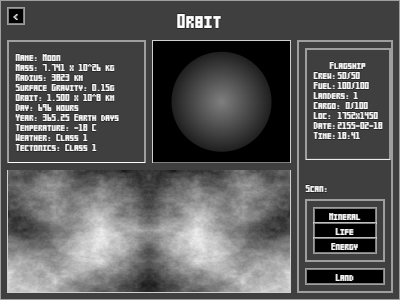 <
Orbit
Name: Moon
Mass: 7.741 x 10^26 kg
Radius: 3823 km
Surface Gravity: 0.15g
Orbit: 1.500 x 10^8 km
Day: 696 hours
Year: 365.25 Earth days
Temperature: -18 C
Weather: Class 1
Tectonics: Class 1
Flagship
Crew: 50/50
Fuel: 100/100
Landers: 1
Cargo: 0/100
Loc: 1752x1450
Date: 2155-02-18
Time: 18:41
Scan:
Mineral
Life
Energy
Land